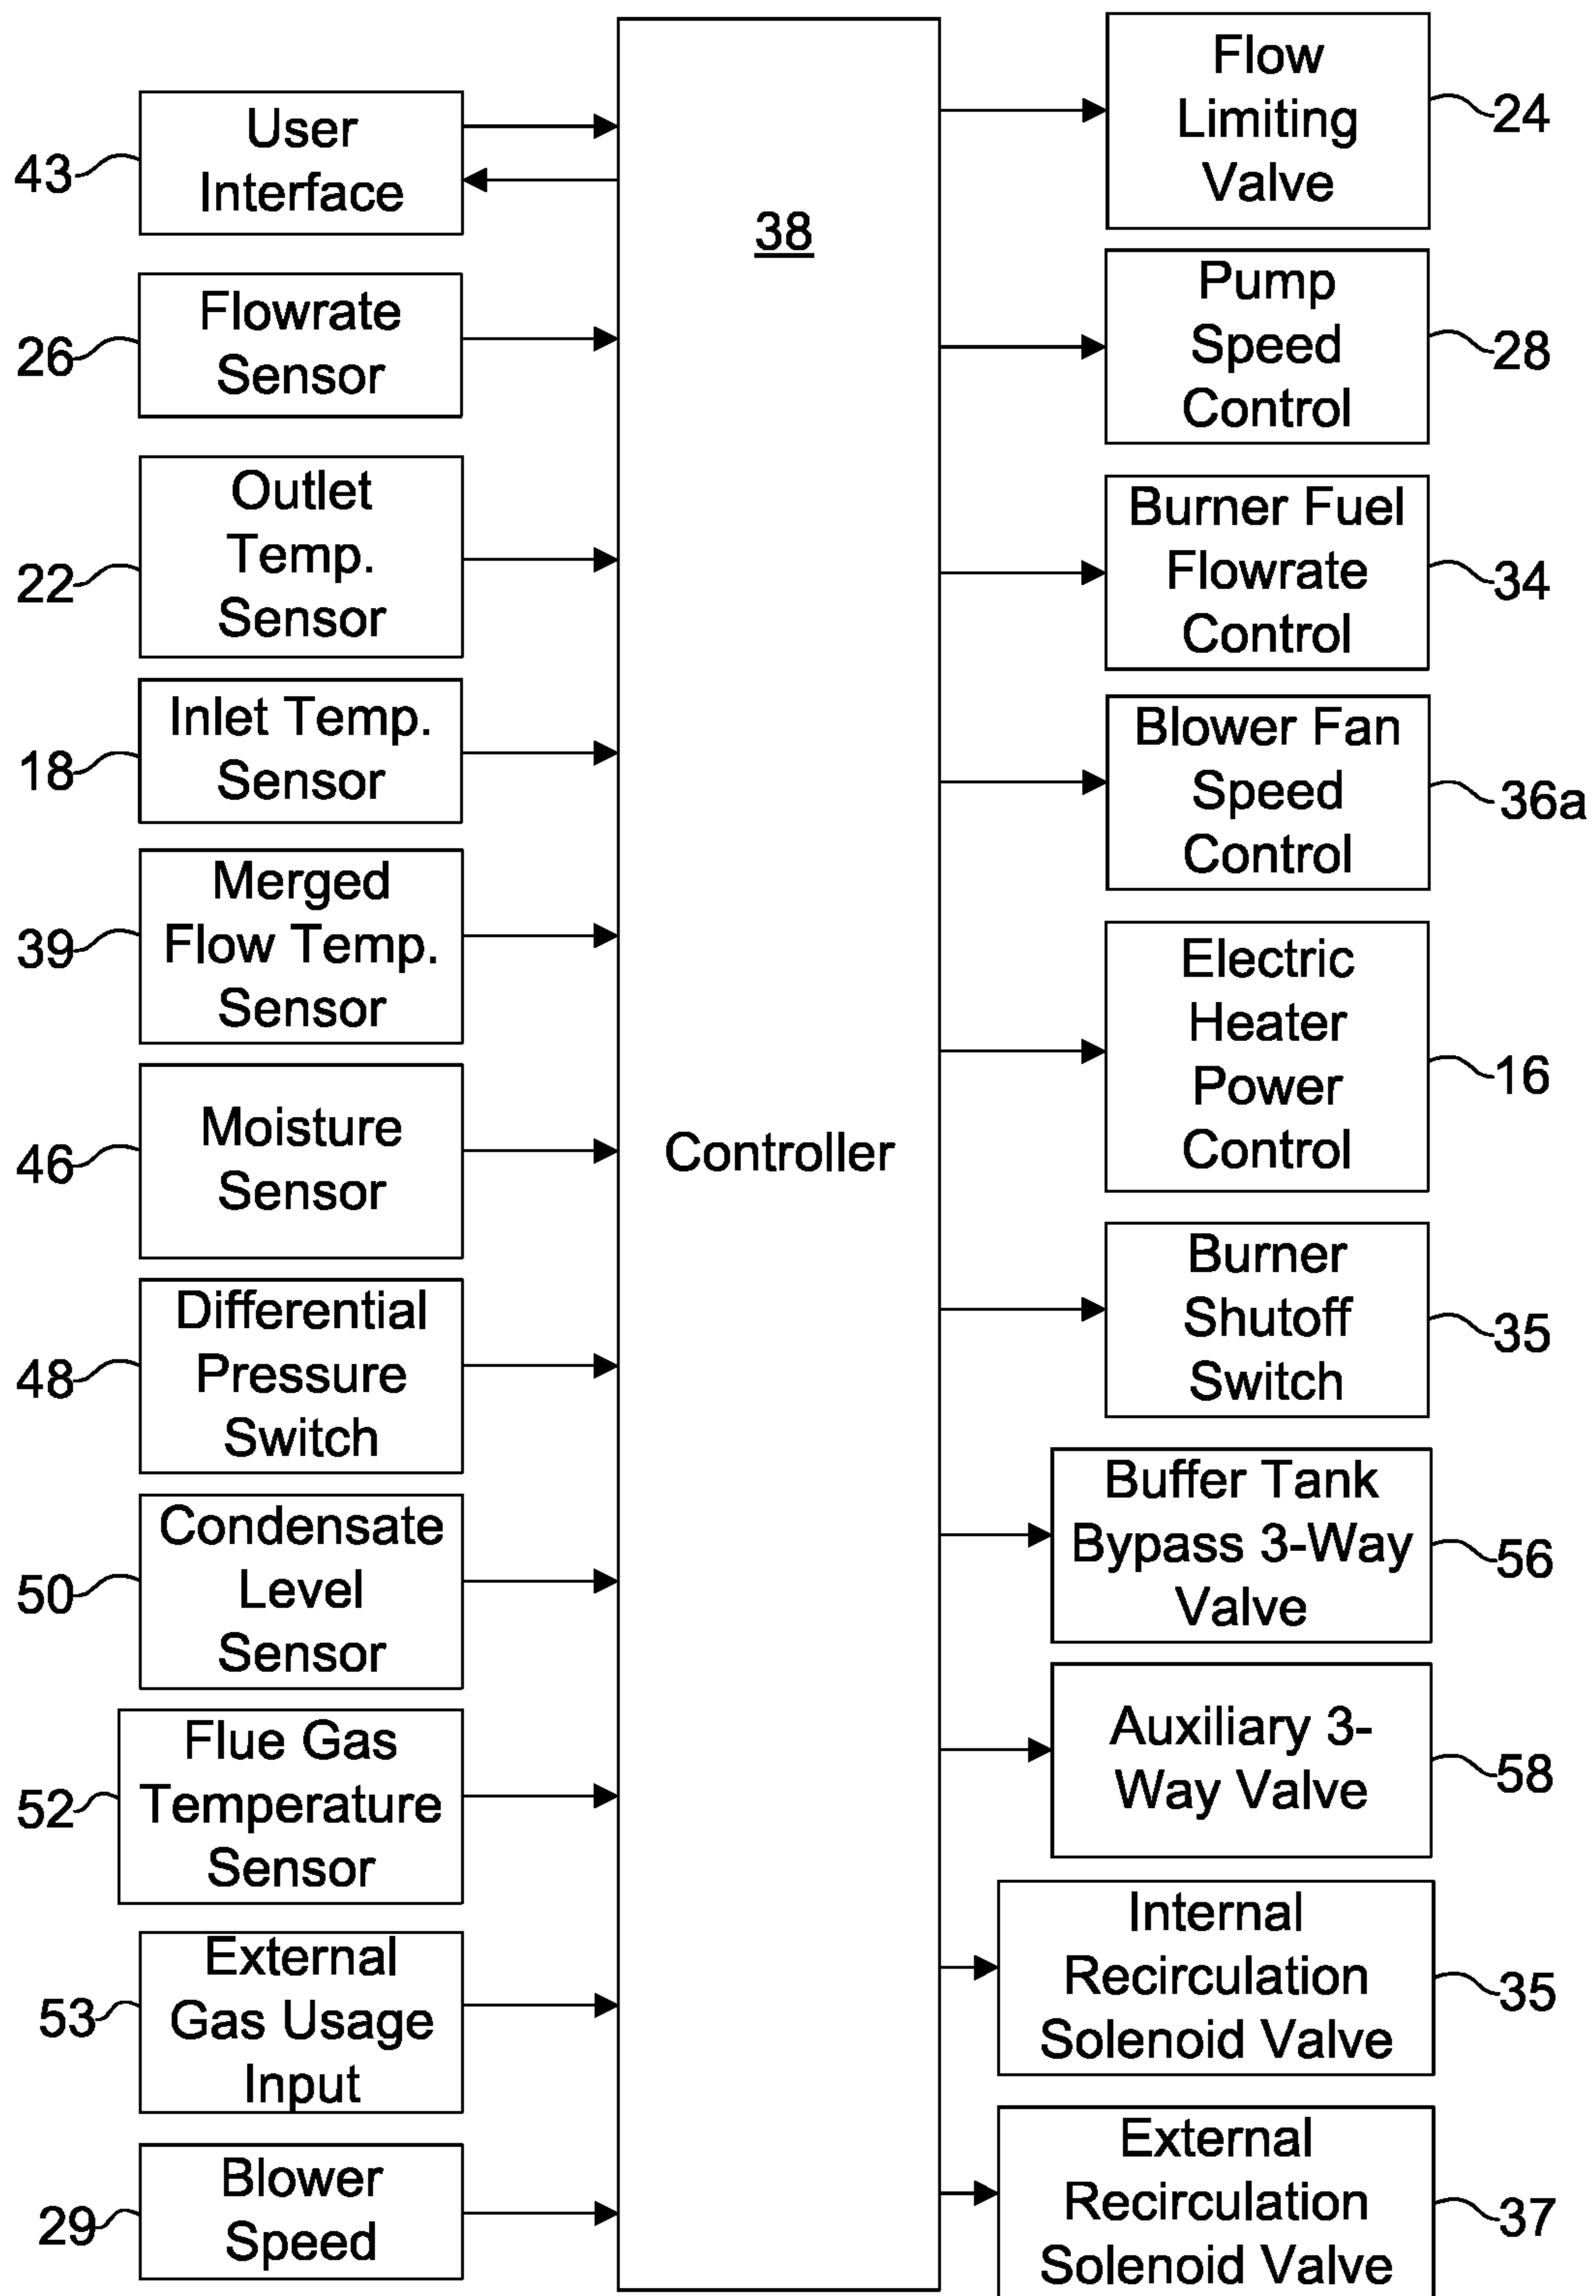 User
Interface
43
Flowrate
Sensor
26
Outlet
Temp.
Sensor
22
Inlet Temp.
Sensor
18
Merged
Flow Temp.
Sensor
39
Moisture
Sensor
46
Differential
Pressure
Switch
48
Condensate
Level
Sensor
50
Flue Gas
Temperature
Sensor
52
External
Gas Usage
Input
53
Blower
Speed
29
38
Controller
Flow
Limiting
Valve
24
Pump
Speed
Control
28
Burner Fuel
Flowrate
Control
34
Blower Fan
Speed
Control
36a
Electric
Heater
Power
Control
16
Burner
Shutoff
Switch
35
Buffer Tank
Bypass 3-Way
Valve
56
Auxiliary 3-
Way Valve
58
Internal
Recirculation
Solenoid Valve
35
External
Recirculation
Solenoid Valve
37